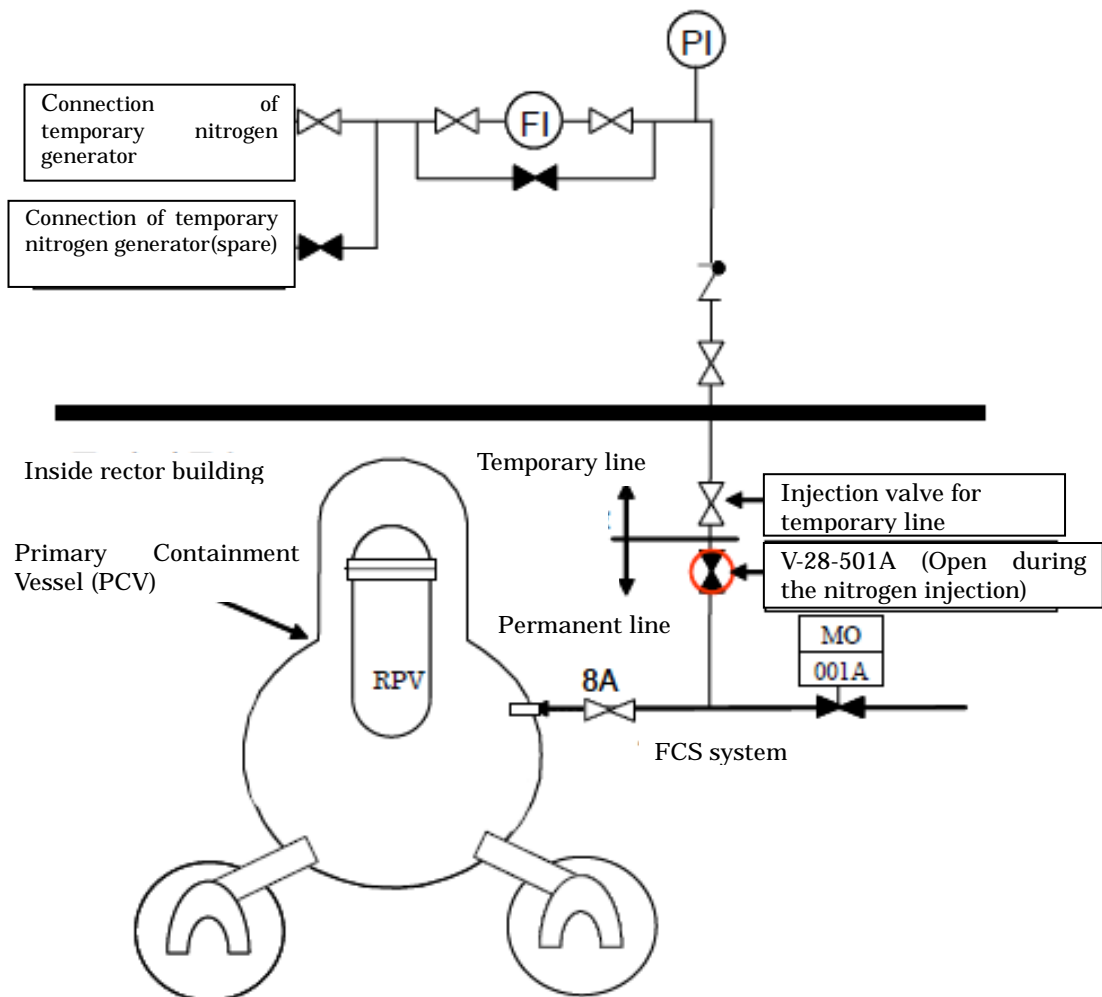 PI
Connection of
temporary nitrogen
generator
FI
Connection of temporary
nitrogen generator(spare)
Inside rector building
Temporary line
Injection valve for
temporary line
Primary Containment
Vessel (PCV)
V-28-501A (Open during
the nitrogen injection)
Permanent line
MO
001A
RPV
8A
FCS system